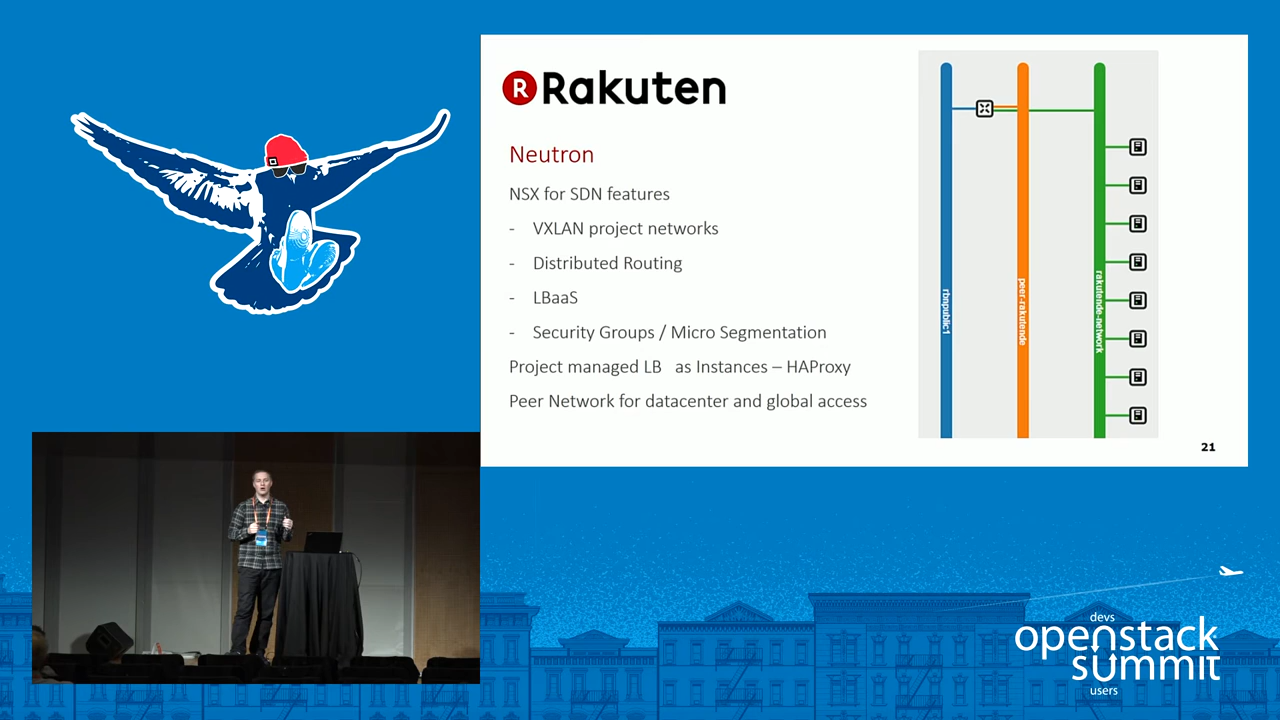 R Rakuten
Neutron
NSX for SDN features
- VXLAN project networks
- Distributed Routing
- LBaaS
- Security Groups / Micro Segmentation
Project managed LB as Instances – HAProxy
Peer Network for datacenter and global access
rbnpublic1
peer-rakutende
rakutende-network
21
devs
openstack
summit
users